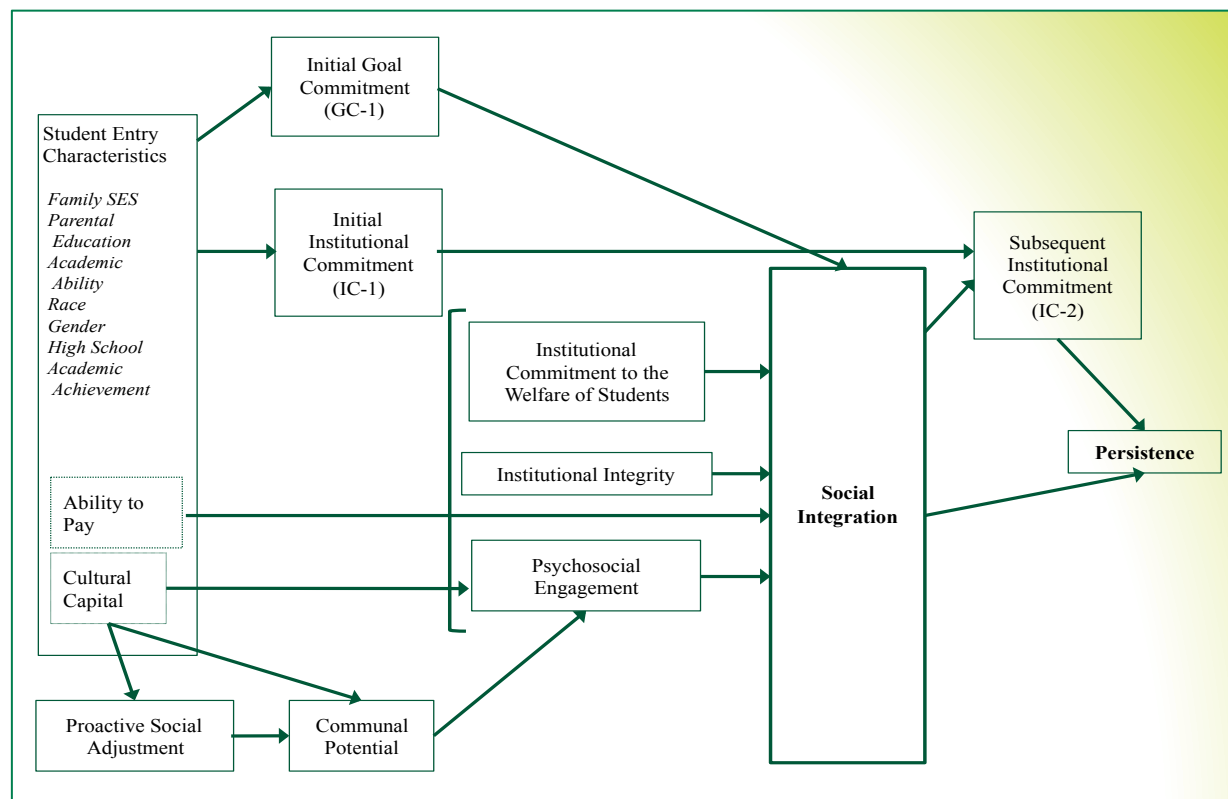 Initial Goal
Commitment
(GC-1)
Student Entry
Characteristics
Family SES
Parental
Education
Academic
Ability
Race
Gender
High School
Academic
Achievement
Ability to
Pay
Cultural
Capital
Initial
Institutional
Commitment
(IC-1)
Institutional
Commitment to the
Welfare of Students
Institutional Integrity
Psychosocial
Engagement
Proactive Social
Adjustment
Communal
Potential
Social
Integration
Subsequent
Institutional
Commitment
(IC-2)
Persistence